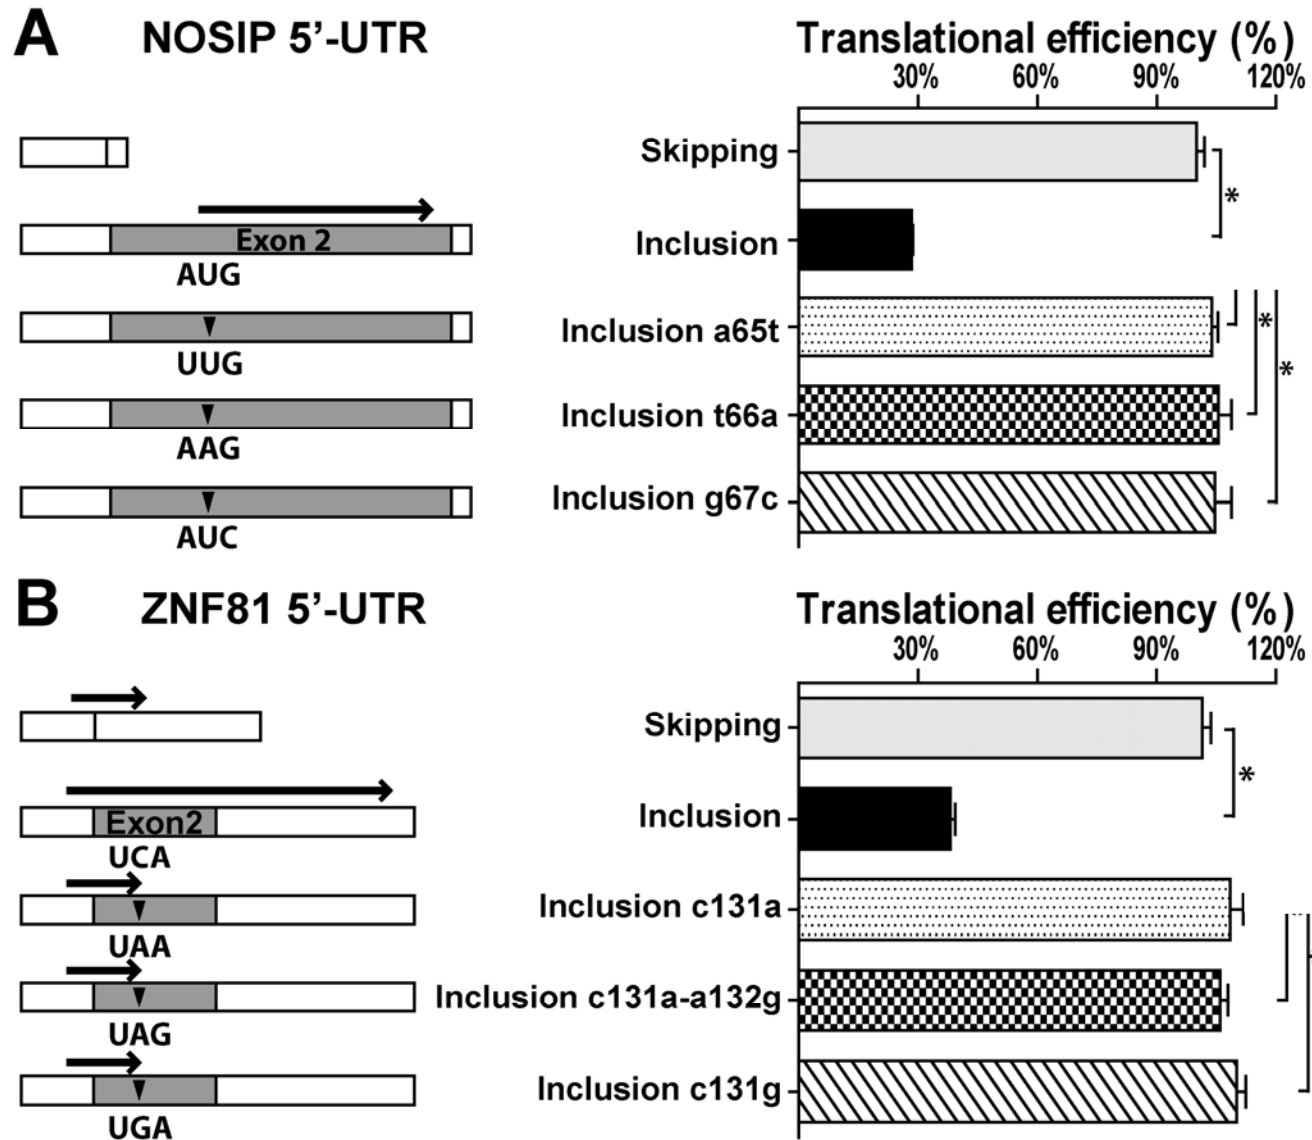 A NOSIP 5’-UTR Translational efficiency (%)
30% 60% 90% 120%
Skipping
*
Exon 2 Inclusion
AUG
Inclusion a65t *
UUG
*
Inclusion t66a
AAG
Inclusion g67c
AUC
B ZNF81 5’-UTR Translational efficiency (%)
30% 60% 90% 120%
Skipping
*
Exon2 Inclusion
UCA
Inclusion c131a
UAA
Inclusion c131a-a132g
UAG
Inclusion c131g
UGA